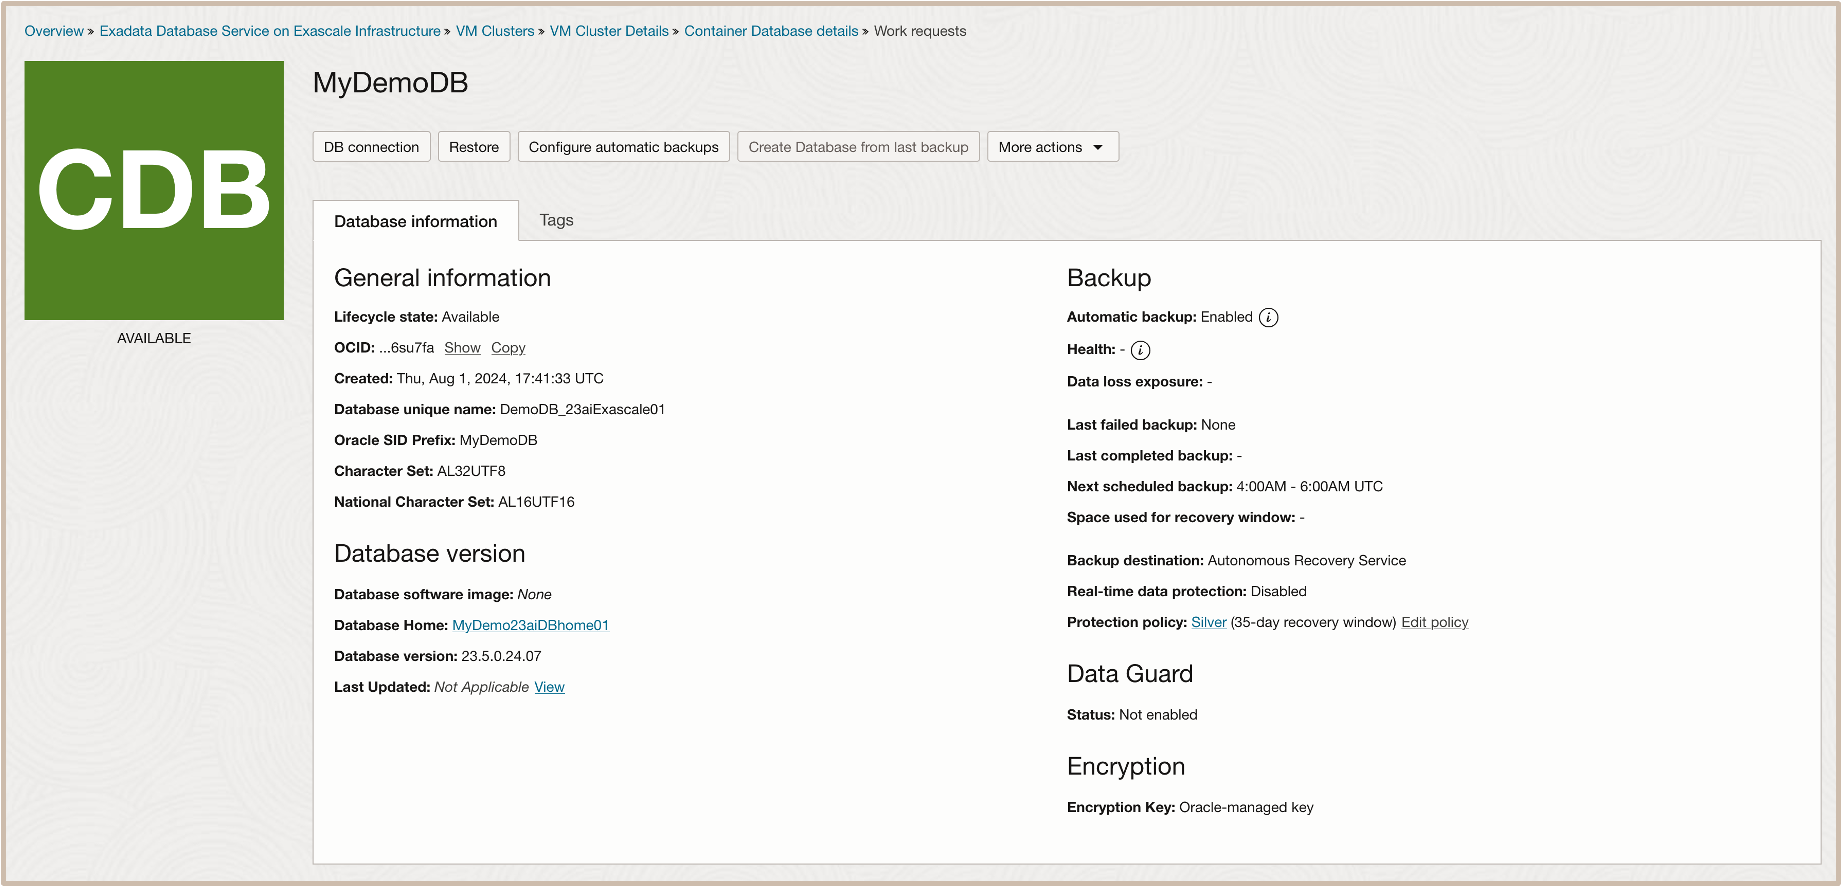 Overview » Exadata Database Service on Exascale Infrastructure » VM Clusters » VM Cluster Details » Container Database details » Work requests
CDB
AVAILABLE
MyDemoDB
DB connection
Restore
Configure automatic backups
Create Database from last backup
More actions
Database information
Tags
General information
Lifecycle state: Available
OCID: ...6su7fa Show Copy
Created: Thu, Aug 1, 2024, 17:41:33 UTC
Database unique name: DemoDB_23aiExascale01
Oracle SID Prefix: MyDemoDB
Character Set: AL32UTF8
National Character Set: AL16UTF16
Database version
Database software image: None
Database Home: MyDemo23aiDBhome01
Database version: 23.5.0.24.07
Last Updated: Not Applicable View
Backup
Automatic backup: Enabled i
Health: - i
Data loss exposure: -
Last failed backup: None
Last completed backup: -
Next scheduled backup: 4:00AM - 6:00AM UTC
Space used for recovery window: -
Backup destination: Autonomous Recovery Service
Real-time data protection: Disabled
Protection policy: Silver (35-day recovery window) Edit policy
Data Guard
Status: Not enabled
Encryption
Encryption Key: Oracle-managed key